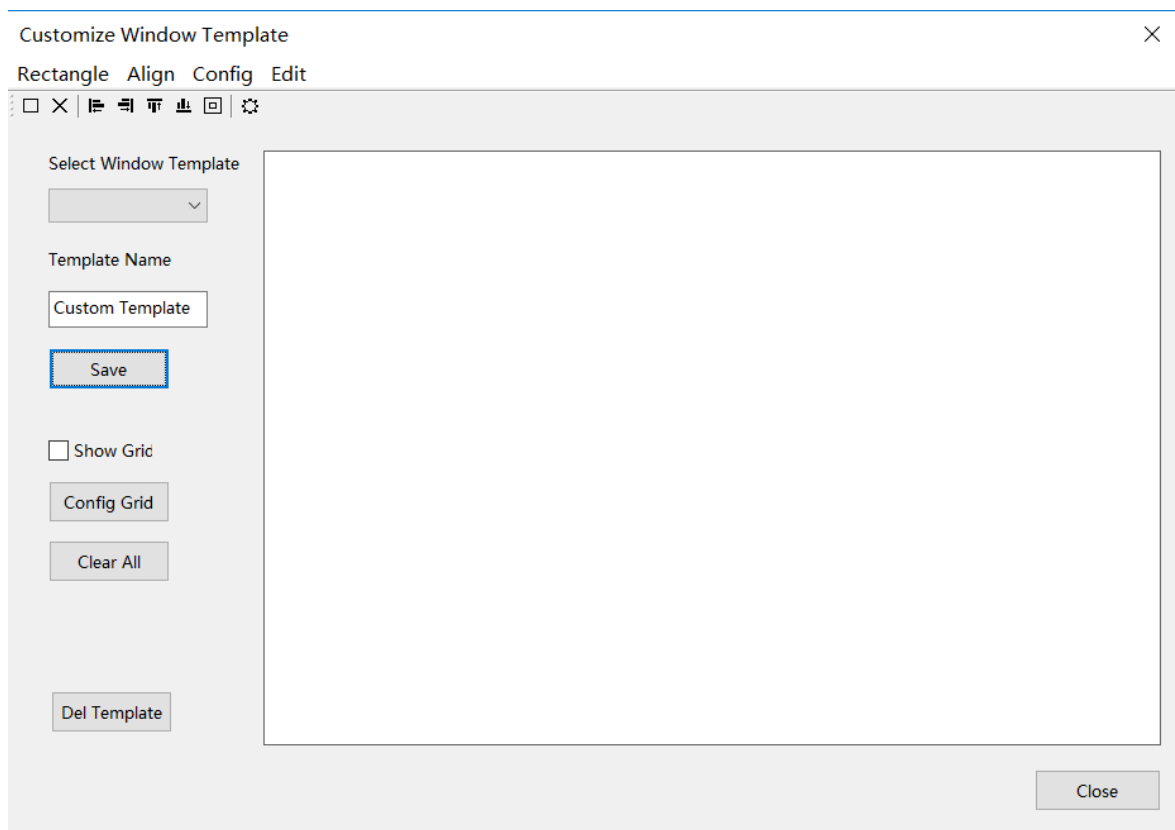 Customize Window Template
Rectangle Align Config Edit
Select Window Template
Template Name
Custom Template
Save
Show Grid
Config Grid
Clear All
Del Template
Close